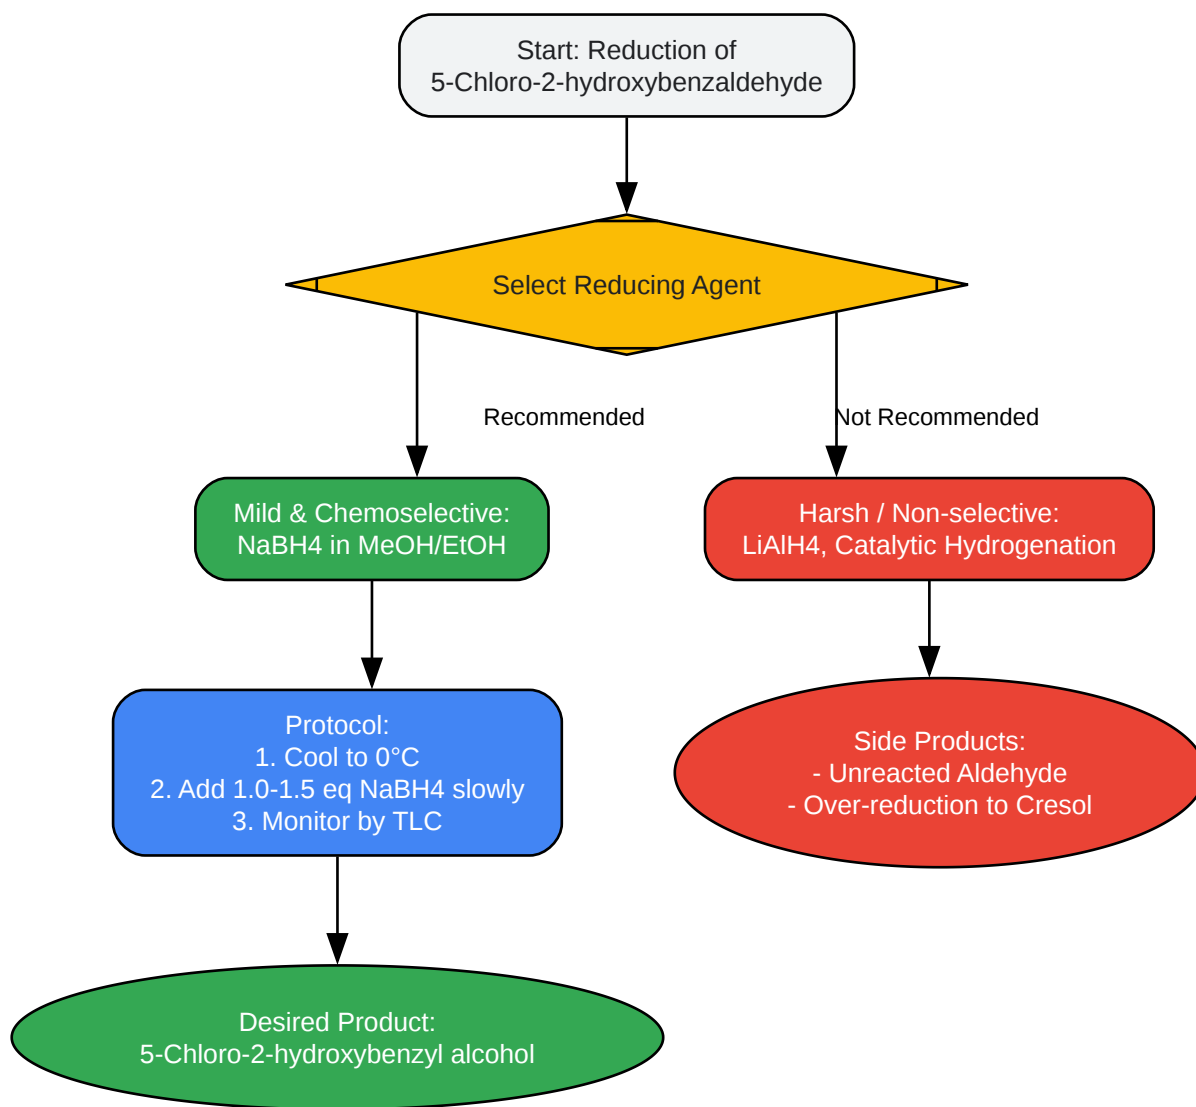 Start: Reduction of
5-Chloro-2-hydroxybenzaldehyde
Select Reducing Agent
Recommended
Not Recommended
Mild & Chemoselective:
NaBH4 in MeOH/EtOH
Harsh / Non-selective:
LiAlH4, Catalytic Hydrogenation
Protocol:
1. Cool to 0°C
2. Add 1.0-1.5 eq NaBH4 slowly
3. Monitor by TLC
Side Products:
- Unreacted Aldehyde
- Over-reduction to Cresol
Desired Product:
5-Chloro-2-hydroxybenzyl alcohol